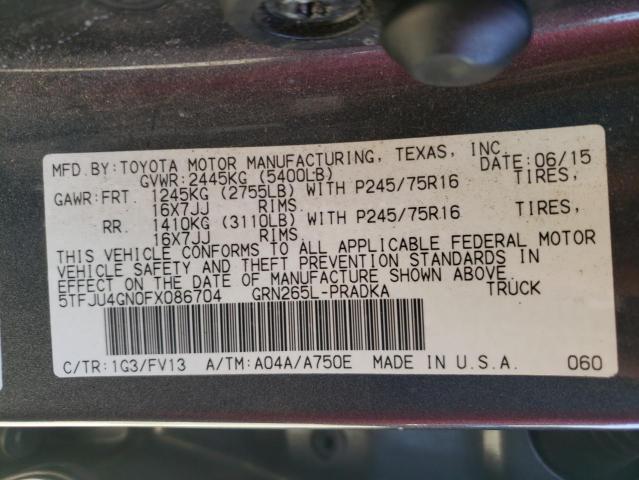 MFD.BY:TOYOTA MOTOR MANUFACTURING, TEXAS, INC.
GVWR:2445KG (5400LB) DATE:06/15
GAWR:FRT. 1245KG (2755LB) WITH P245/75R16 TIRES,
16X7JJ RIMS
RR. 1410KG (3110LB) WITH P245/75R16 TIRES,
16X7JJ RIMS
THIS VEHICLE CONFORMS TO ALL APPLICABLE FEDERAL MOTOR
VEHICLE SAFETY AND THEFT PREVENTION STANDARDS IN
EFFECT ON THE DATE OF MANUFACTURE SHOWN ABOVE.
5TFJU4GN0FX086704 GRN265L-PRADKA TRUCK
C/TR:1G3/FV13 A/TM:A04A/A750E MADE IN U.S.A. 060